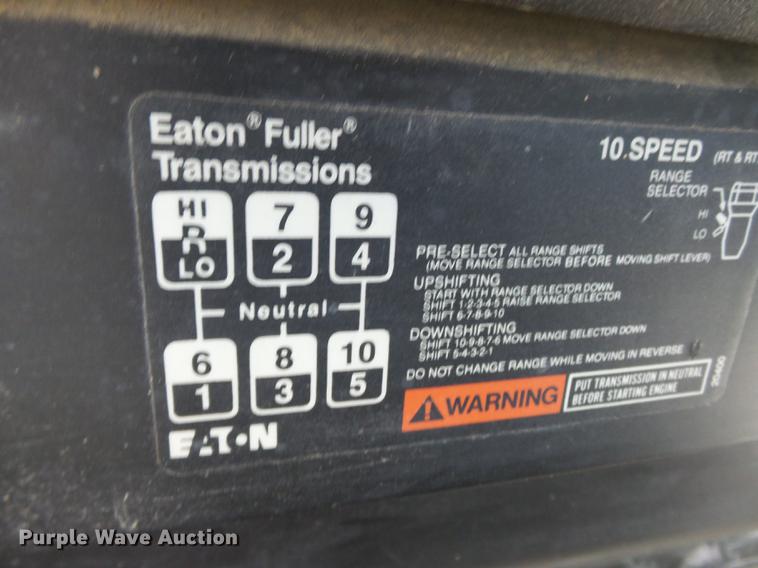 Eaton® Fuller®
Transmissions
10 SPEED (RT & RT
RANGE
SELECTOR
HI
LO
HI
R
LO
7
2
9
4
Neutral
6
1
8
3
10
5
EATON
PRE-SELECT ALL RANGE SHIFTS
(MOVE RANGE SELECTOR BEFORE MOVING SHIFT LEVER)
UPSHIFTING
START WITH RANGE SELECTOR DOWN
SHIFT 1-2-3-4-5 RAISE RANGE SELECTOR
SHIFT 6-7-8-9-10
DOWNSHIFTING
SHIFT 10-9-8-7-6 MOVE RANGE SELECTOR DOWN
SHIFT 5-4-3-2-1
DO NOT CHANGE RANGE WHILE MOVING IN REVERSE
WARNING
PUT TRANSMISSION IN NEUTRAL
BEFORE STARTING ENGINE
20400
Purple Wave Auction